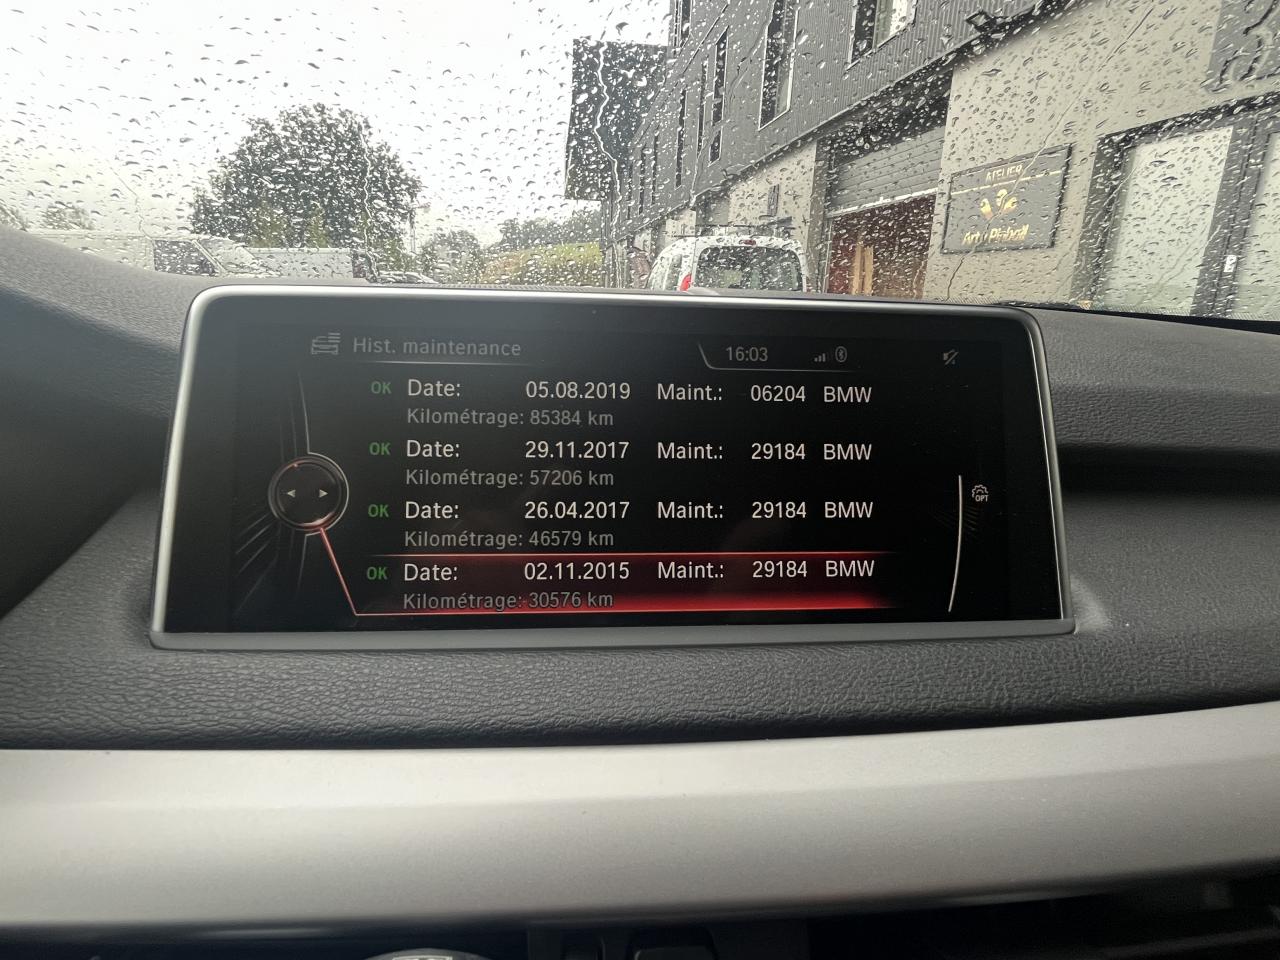 ATELIER
Art & Pinball
Hist. maintenance
16:03
OK Date: 05.08.2019 Maint.: 06204 BMW
Kilométrage: 85384 km
OK Date: 29.11.2017 Maint.: 29184 BMW
Kilométrage: 57206 km
OK Date: 26.04.2017 Maint.: 29184 BMW
Kilométrage: 46579 km
OK Date: 02.11.2015 Maint.: 29184 BMW
Kilométrage: 30576 km
OPT